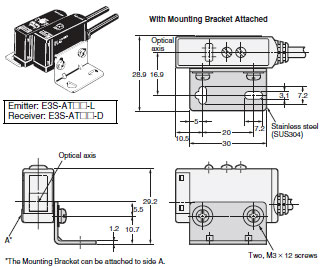 With Mounting Bracket Attached
Optical
axis
28.9 16.9
3.1 7.2
5
7.2
10.5
20
30
Stainless steel
(SUS304)
Emitter: E3S-AT□□-L
Receiver: E3S-AT□□-D
Optical axis
29.2
5.5
1.2 10.7
A*
Two, M3 × 12 screws
*The Mounting Bracket can be attached to side A.